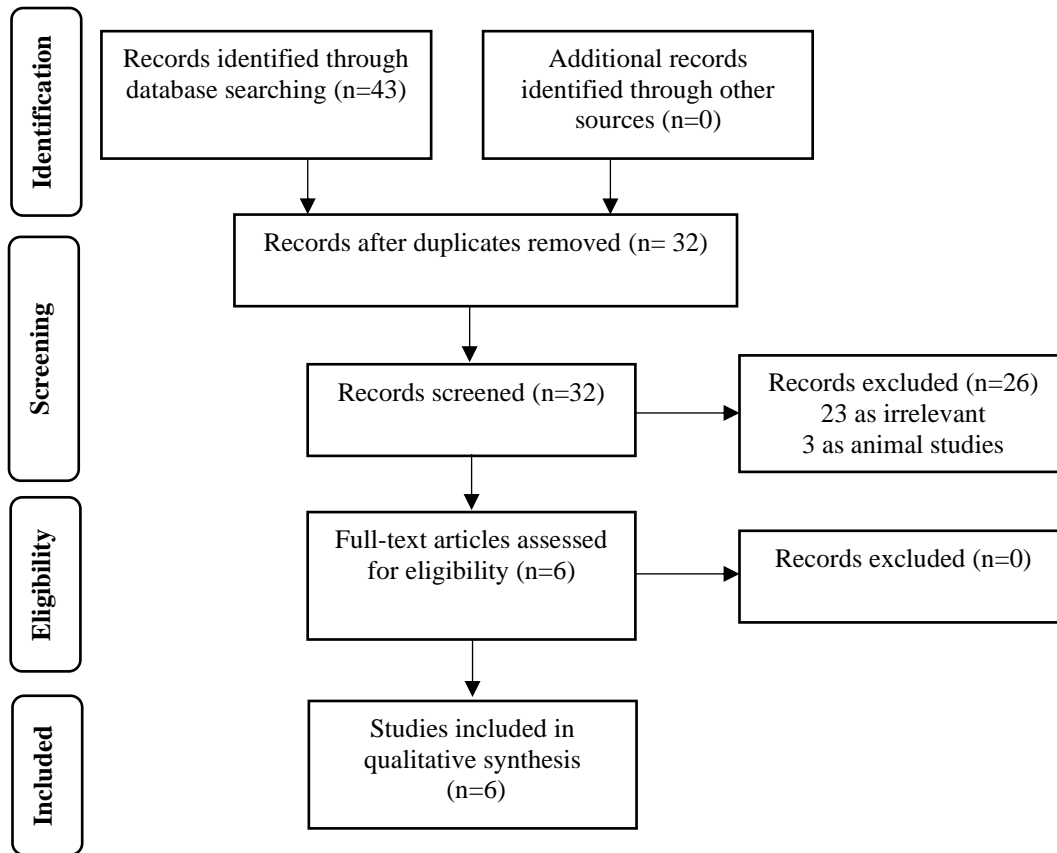 Identification
Records identified through
database searching (n=43)
Additional records
identified through other
sources (n=0)
Records after duplicates removed (n= 32)
Screening
Records screened (n=32)
Records excluded (n=26)
23 as irrelevant
3 as animal studies
Eligibility
Full-text articles assessed
for eligibility (n=6)
Records excluded (n=0)
Included
Studies included in
qualitative synthesis
(n=6)